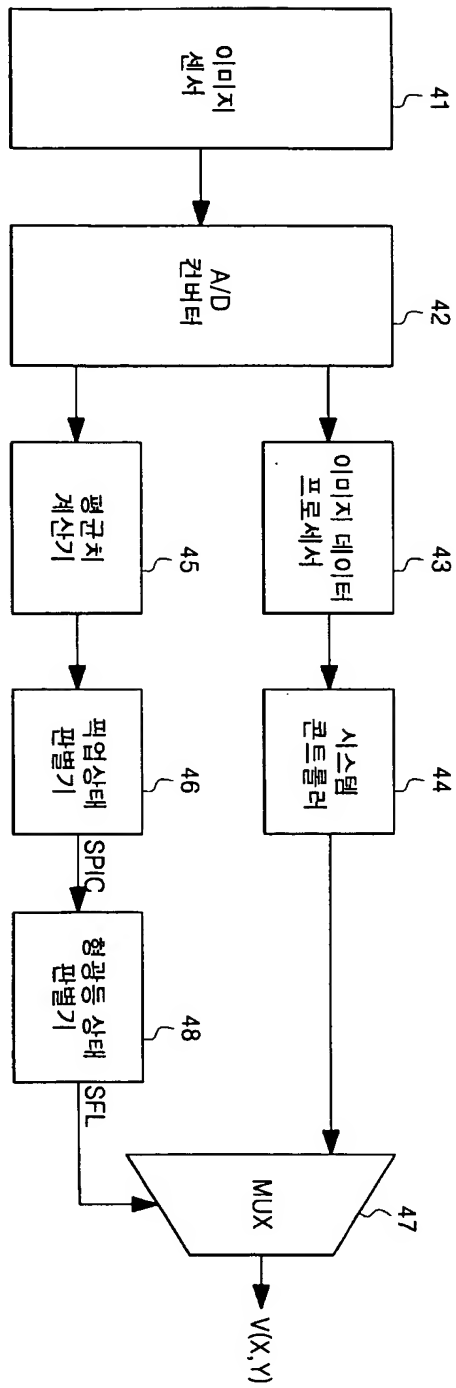 41
이미지
센서
42
A/D
컨버터
43
이미지 데이터
프로세서
44
시스템
콘트롤러
45
평균치
계산기
46
픽업상태
판별기
SPIC
48
형광등 상태
판별기
SFL
47
MUX
V(X,Y)